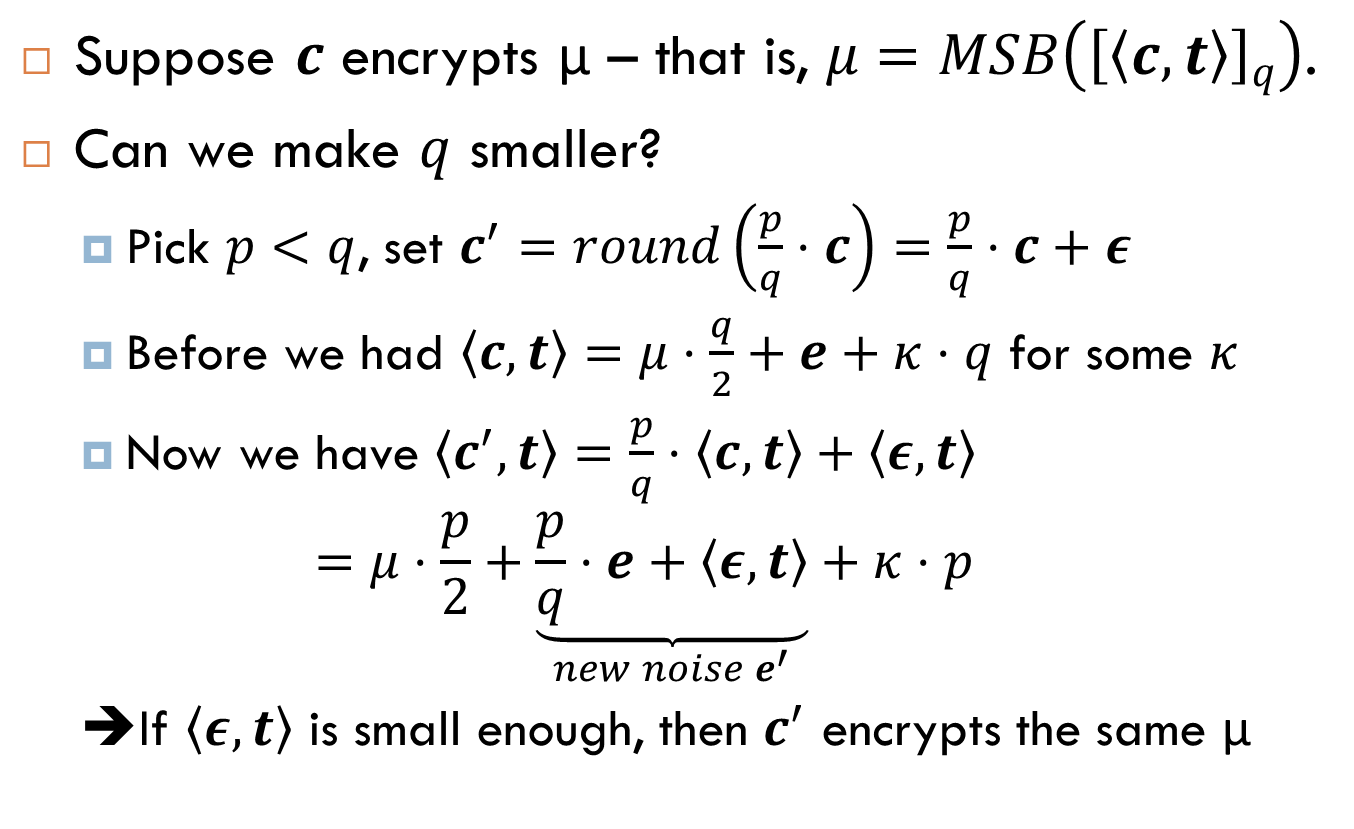 Suppose 𝒄 encrypts μ – that is, 𝜇 = 𝑀𝑆𝐵([⟨𝒄, 𝒕⟩]_𝑞).
Can we make 𝑞 smaller?
Pick 𝑝 < 𝑞, set 𝒄′ = 𝑟𝑜𝑢𝑛𝑑(𝑝/𝑞 · 𝒄) = 𝑝/𝑞 · 𝒄 + 𝝐
Before we had ⟨𝒄, 𝒕⟩ = 𝜇 · 𝑞/2 + 𝒆 + 𝜅 · 𝑞 for some 𝜅
Now we have ⟨𝒄′, 𝒕⟩ = 𝑝/𝑞 · ⟨𝒄, 𝒕⟩ + ⟨𝝐, 𝒕⟩
= 𝜇 · 𝑝/2 + 𝑝/𝑞 · 𝒆 + ⟨𝝐, 𝒕⟩ + 𝜅 · 𝑝
𝑛𝑒𝑤 𝑛𝑜𝑖𝑠𝑒 𝒆′
➔If ⟨𝝐, 𝒕⟩ is small enough, then 𝒄′ encrypts the same μ